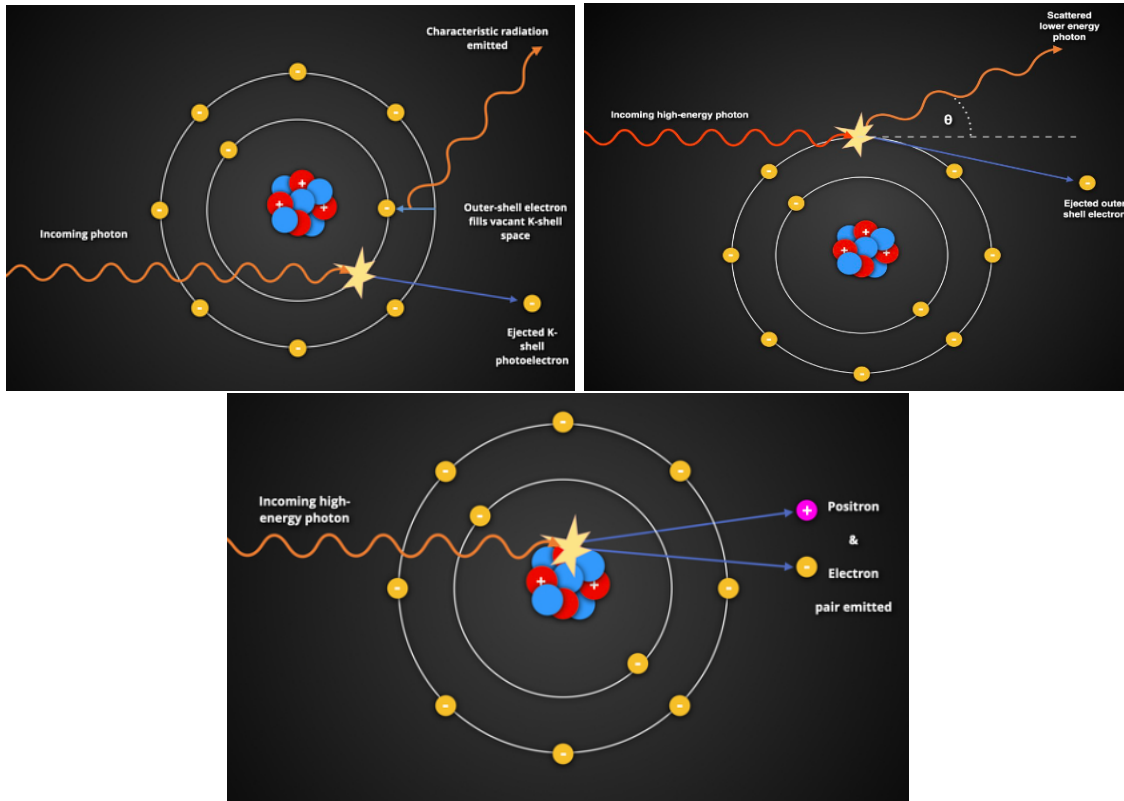 Characteristic radiation
emitted
Outer-shell electron
fills vacant K-shell
space
Incoming photon
Ejected K-
shell
photoelectron
Scattered
lower energy
photon
Incoming high-energy photon
θ
Ejected outer
shell electron
Incoming high-
energy photon
Positron
&
Electron
pair emitted